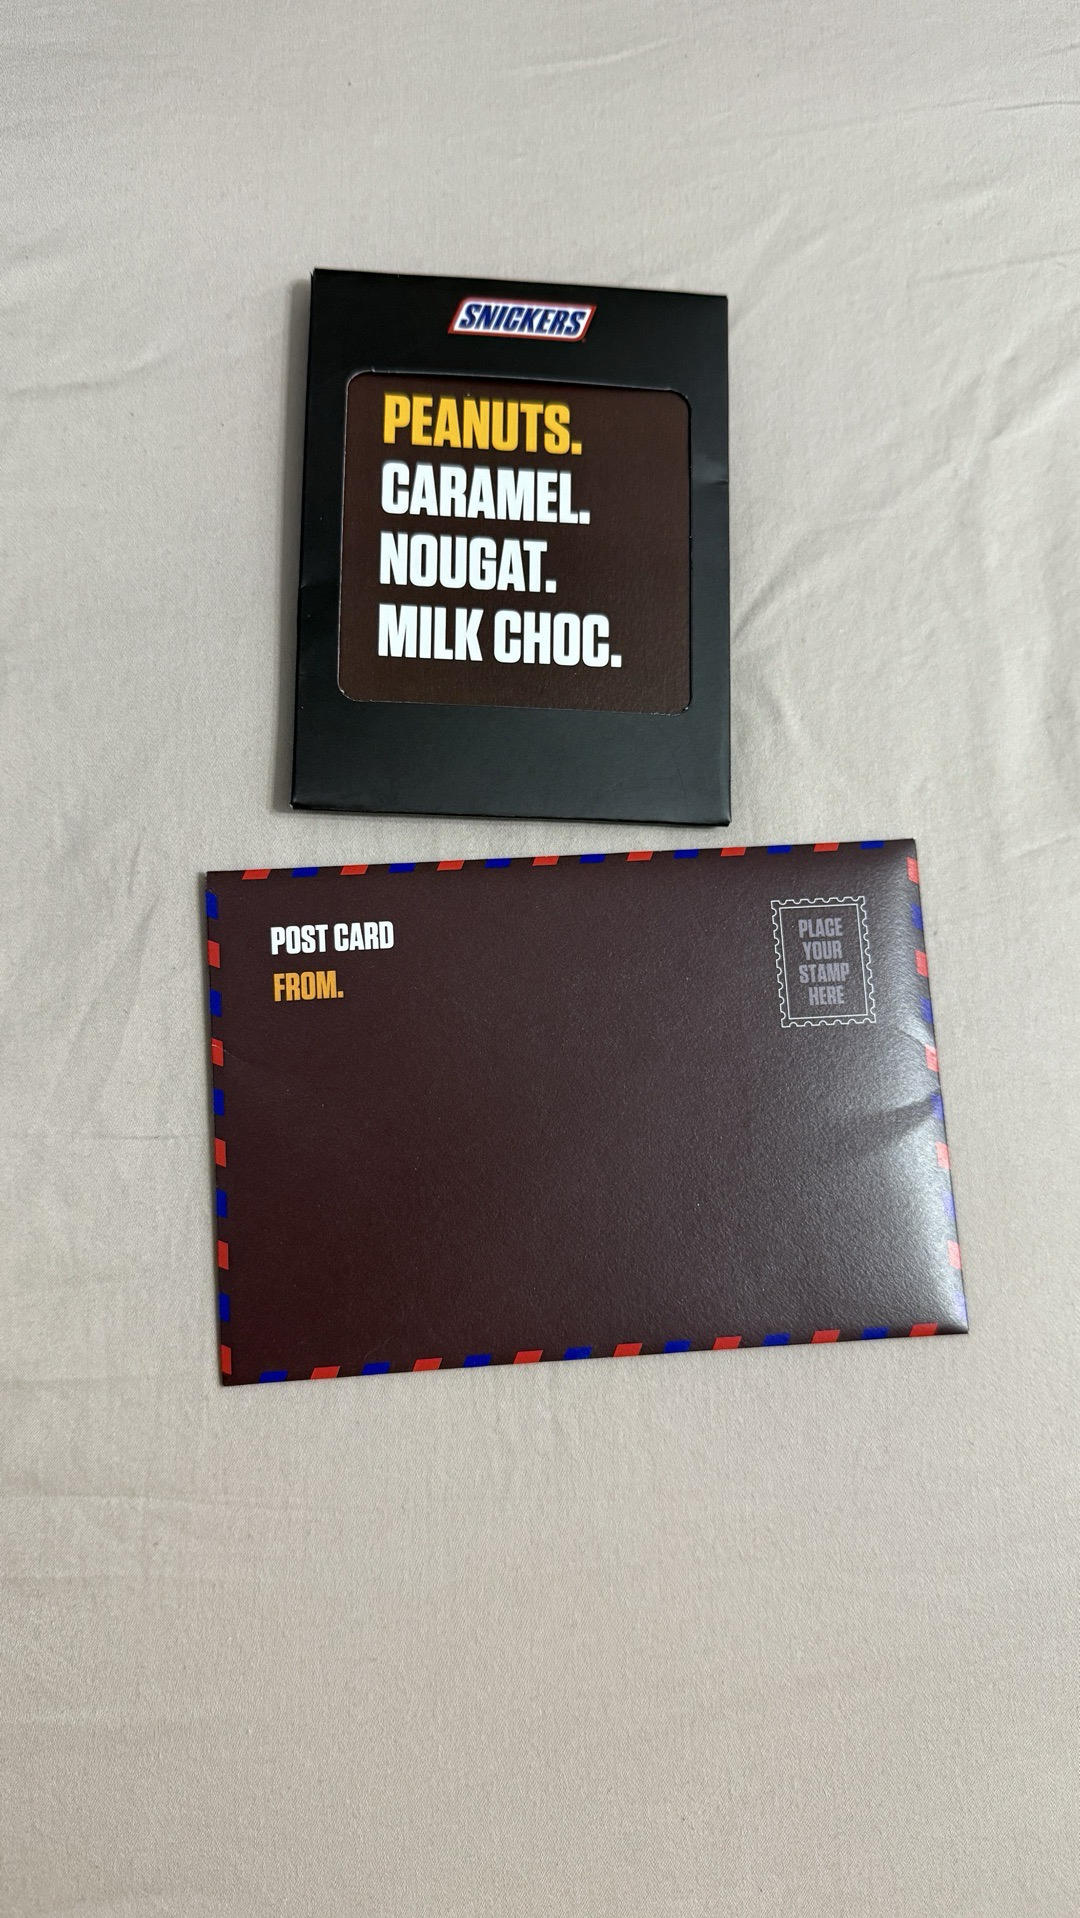 SNICKERS
PEANUTS.
CARAMEL.
NOUGAT.
MILK CHOC.
POST CARD
FROM.
PLACE
YOUR
STAMP
HERE